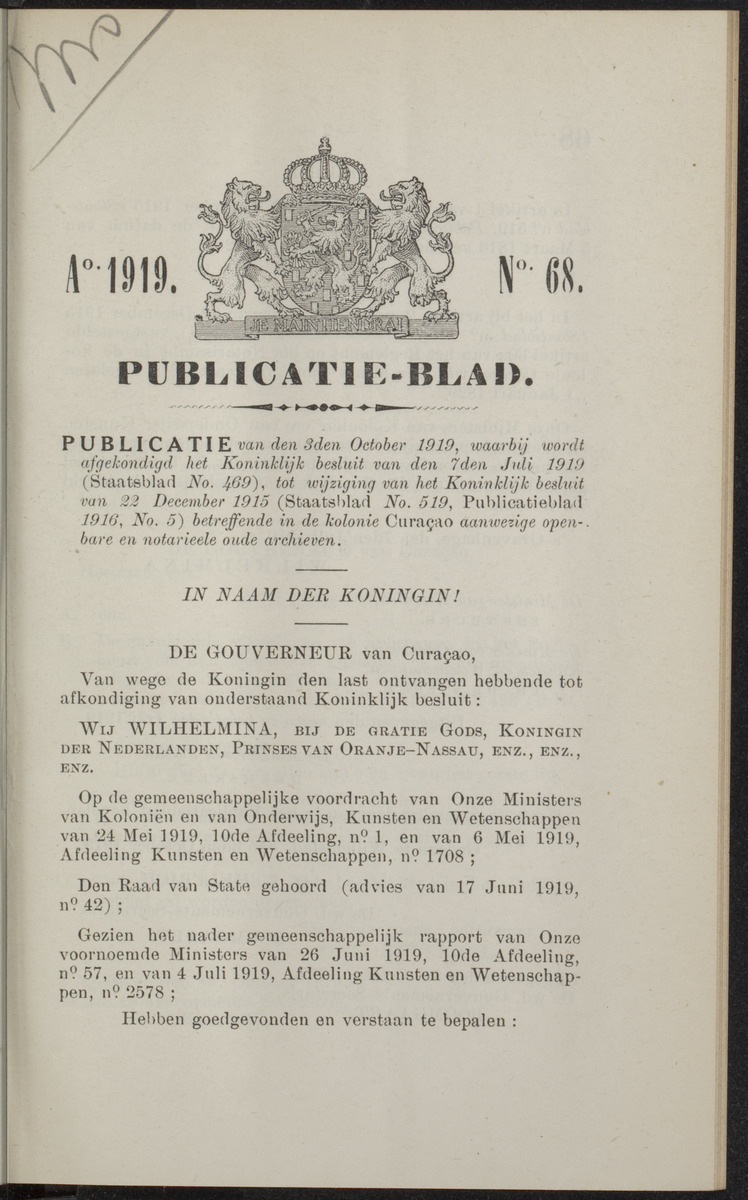 Aº. 1919.
Nº. 68.
JE MAINTIENDRAI
PUBLICATIE-BLAD.
PUBLICATIE van den 3den October 1919, waarbij wordt
afgekondigd het Koninklijk besluit van den 7den Juli 1919
(Staatsblad No. 469), tot wijziging van het Koninklijk besluit
van 22 December 1915 (Staatsblad No. 519, Publicatieblad
1916, No. 5) betreffende in de kolonie Curaçao aanwezige open-
bare en notarieele oude archieven.
IN NAAM DER KONINGIN!
DE GOUVERNEUR van Curaçao,
Van wege de Koningin den last ontvangen hebbende tot
afkondiging van onderstaand Koninklijk besluit :
WIJ WILHELMINA, BIJ DE GRATIE GODS, KONINGIN
DER NEDERLANDEN, PRINSES VAN ORANJE-NASSAU, ENZ., ENZ.,
ENZ.
Op de gemeenschappelijke voordracht van Onze Ministers
van Koloniën en van Onderwijs, Kunsten en Wetenschappen
van 24 Mei 1919, 10de Afdeeling, nº 1, en van 6 Mei 1919,
Afdeeling Kunsten en Wetenschappen, nº 1708 ;
Den Raad van State gehoord (advies van 17 Juni 1919,
nº 42) ;
Gezien het nader gemeenschappelijk rapport van Onze
voornoemde Ministers van 26 Juni 1919, 10de Afdeeling,
nº 57, en van 4 Juli 1919, Afdeeling Kunsten en Wetenschap-
pen, nº 2578 ;
Hebben goedgevonden en verstaan te bepalen :